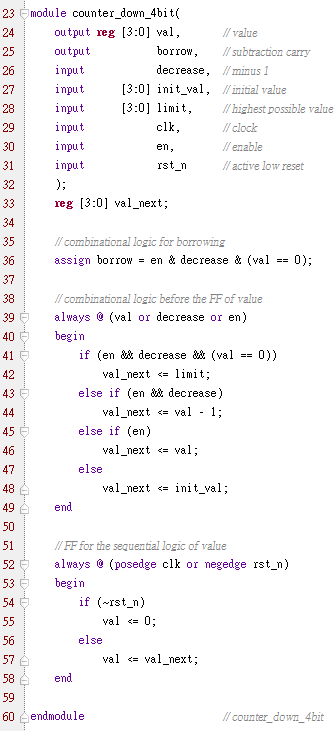 23 module counter_down_4bit(
24 output reg [3:0] val, // value
25 output borrow, // subtraction carry
26 input decrease, // minus 1
27 input [3:0] init_val, // initial value
28 input [3:0] limit, // highest possible value
29 input clk, // clock
30 input en, // enable
31 input rst_n // active low reset
32 );
33 reg [3:0] val_next;
34
35 // combinational logic for borrowing
36 assign borrow = en & decrease & (val == 0);
37
38 // combinational logic before the FF of value
39 always @ (val or decrease or en)
40 begin
41 if (en && decrease && (val == 0))
42 val_next <= limit;
43 else if (en && decrease)
44 val_next <= val - 1;
45 else if (en)
46 val_next <= val;
47 else
48 val_next <= init_val;
49 end
50
51 // FF for the sequential logic of value
52 always @ (posedge clk or negedge rst_n)
53 begin
54 if (~rst_n)
55 val <= 0;
56 else
57 val <= val_next;
58 end
59
60 endmodule // counter_down_4bit